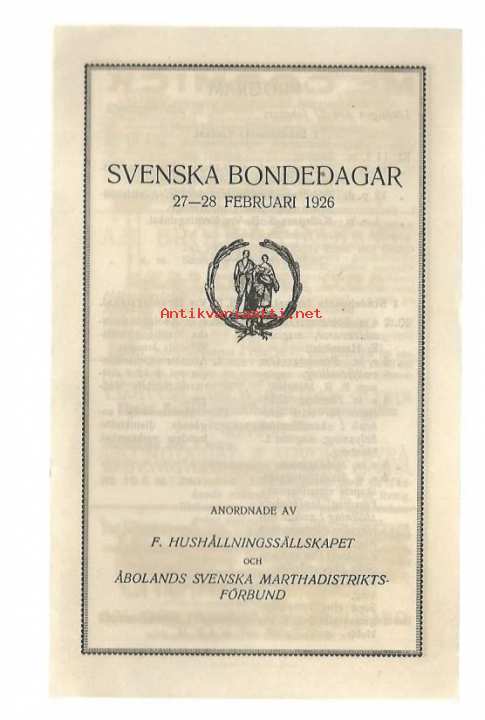 SVENSKA BONDEDAGAR
27—28 FEBRUARI 1926
Antikvariaatti.net
ANORDNADE AV
F. HUSHÅLLNINGSSÄLLSKAPET
OCH
ÅBOLANDS SVENSKA MARTHADISTRIKTS-
FÖRBUND